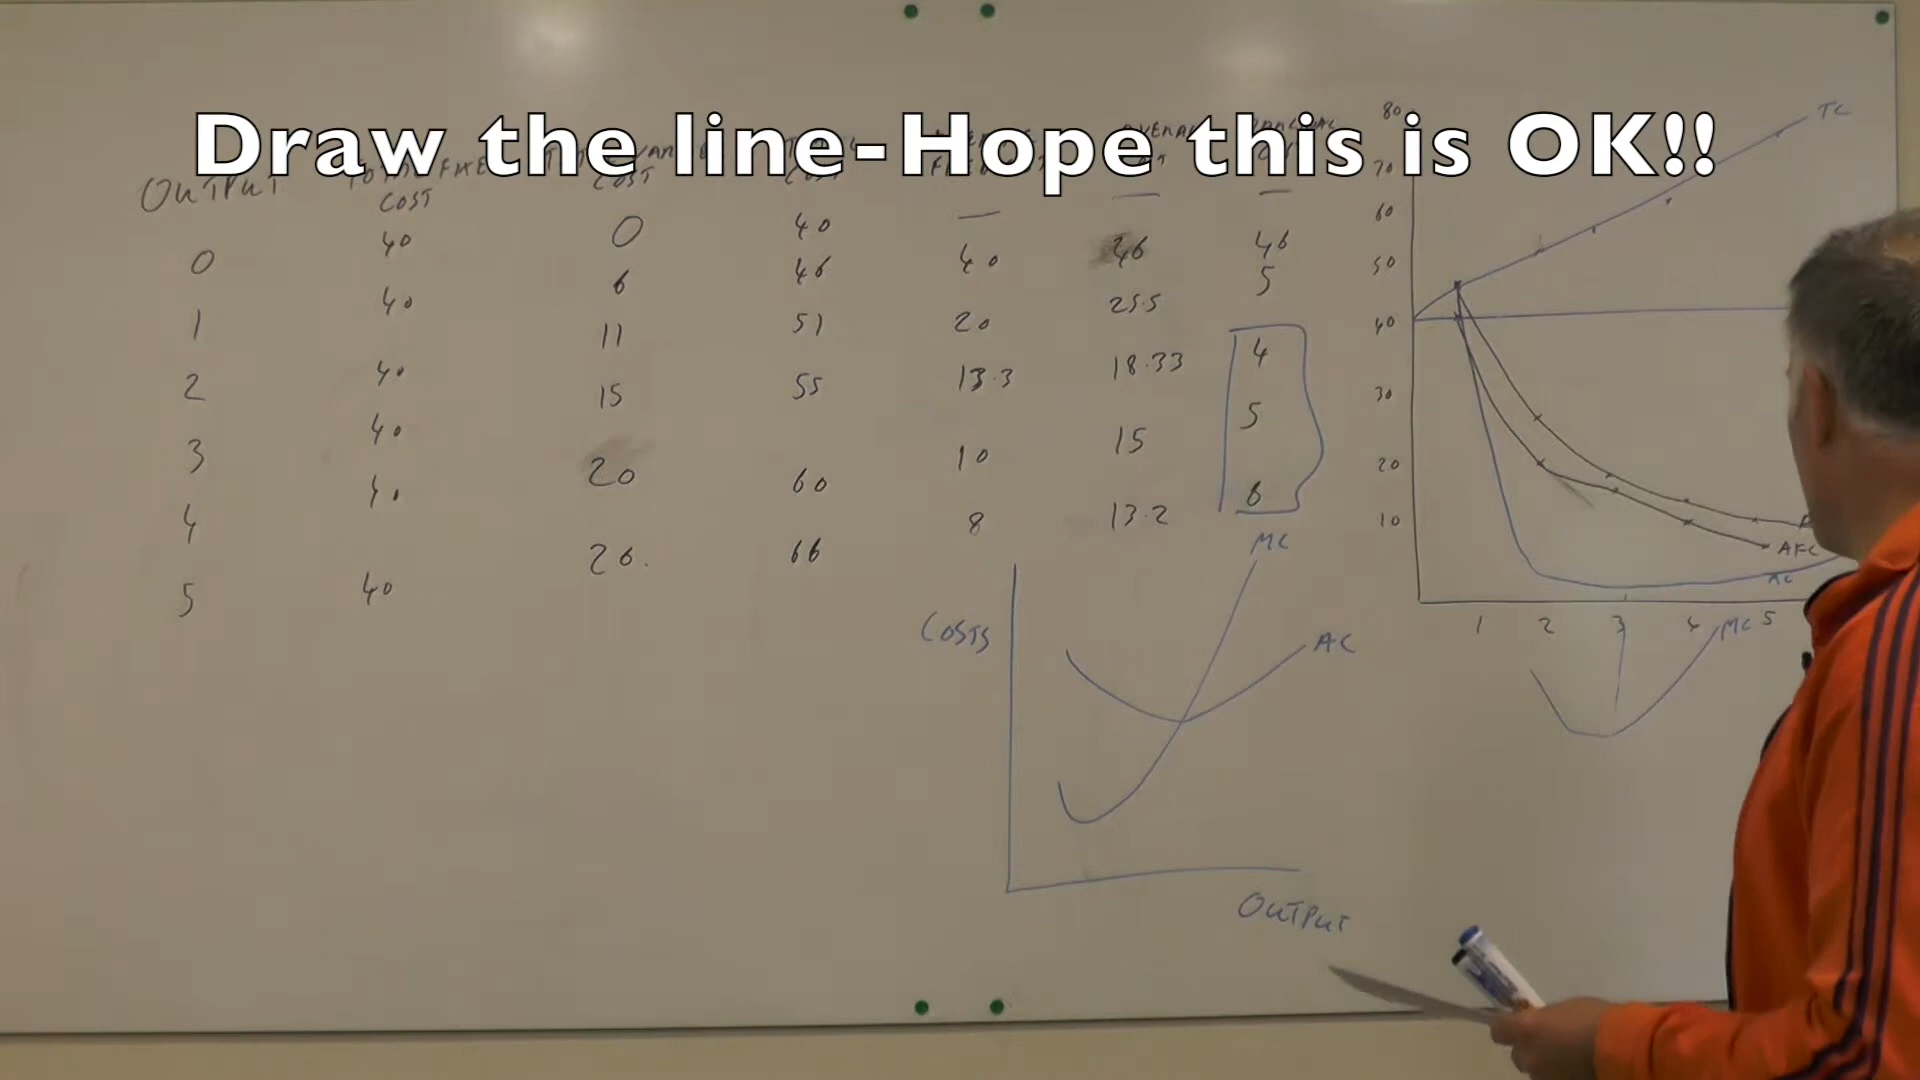 Draw the line-Hope this is OK!!
OUTPUT
COST
COST
0 40 0 40 — — —
1 40 6 46 40 46 46
2 40 11 51 20 25.5 5
3 40 15 55 13.3 18.33 4
4 40 20 60 10 15 5
5 40 26. 66 8 13.2 6
80
70
60
50
40
30
20
10
TC
AFC
1 2 3 4 5
MC
COSTS
MC
AC
OUTPUT